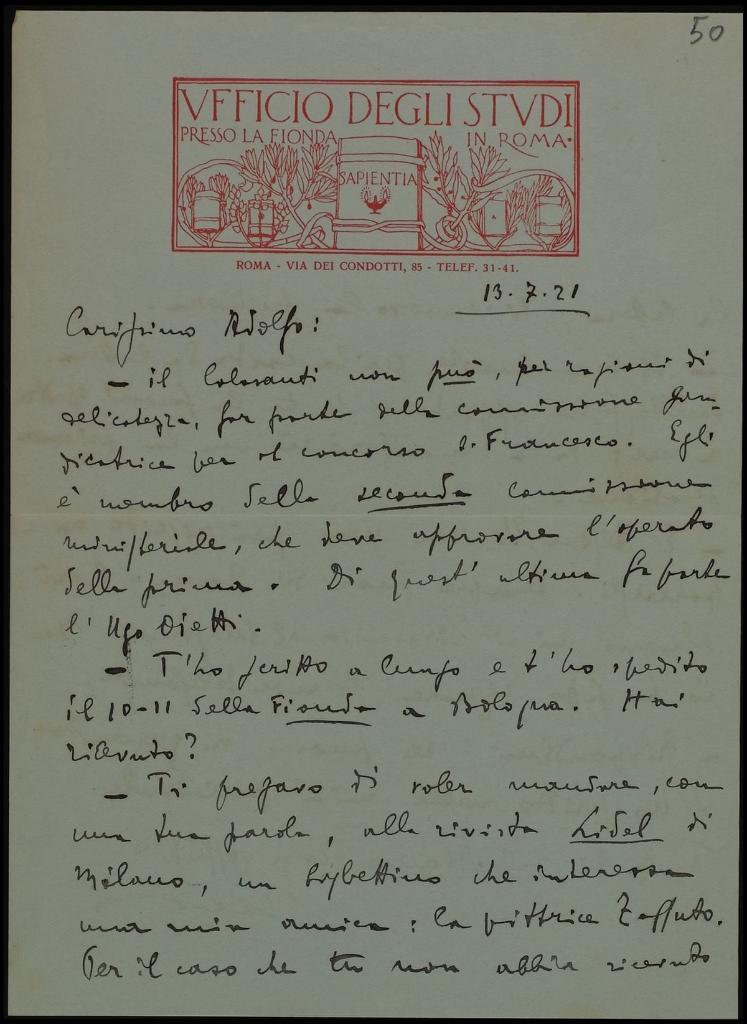 50
VFFICIO DEGLI STVDI
PRESSO LA FIONDA IN ROMA·
SAPIENTIA
ROMA - VIA DEI CONDOTTI, 85 - TELEF. 31-41.
13.7.21
Carissimo Adolfo:
— il Colasanti non può, per ragioni di
delicatezza, far parte della commissione giu-
dicatrice per il concorso S. Francesco. Egli
è membro della seconda commissione
ministeriale, che deve approvare l'operato
della prima. Di quest'ultima fa parte
l'Ugo Ojetti.
— T'ho scritto a lungo e t'ho spedito
il 10-11 della Fionda a Bologna. Hai
ricevuto?
— Ti pregavo di voler mandare, con
una tua parola, alla rivista Lidel di
Milano, un soffiettino che interessa
una mia amica: la pittrice Zaffuto.
Per il caso che tu non abbia ricevuto